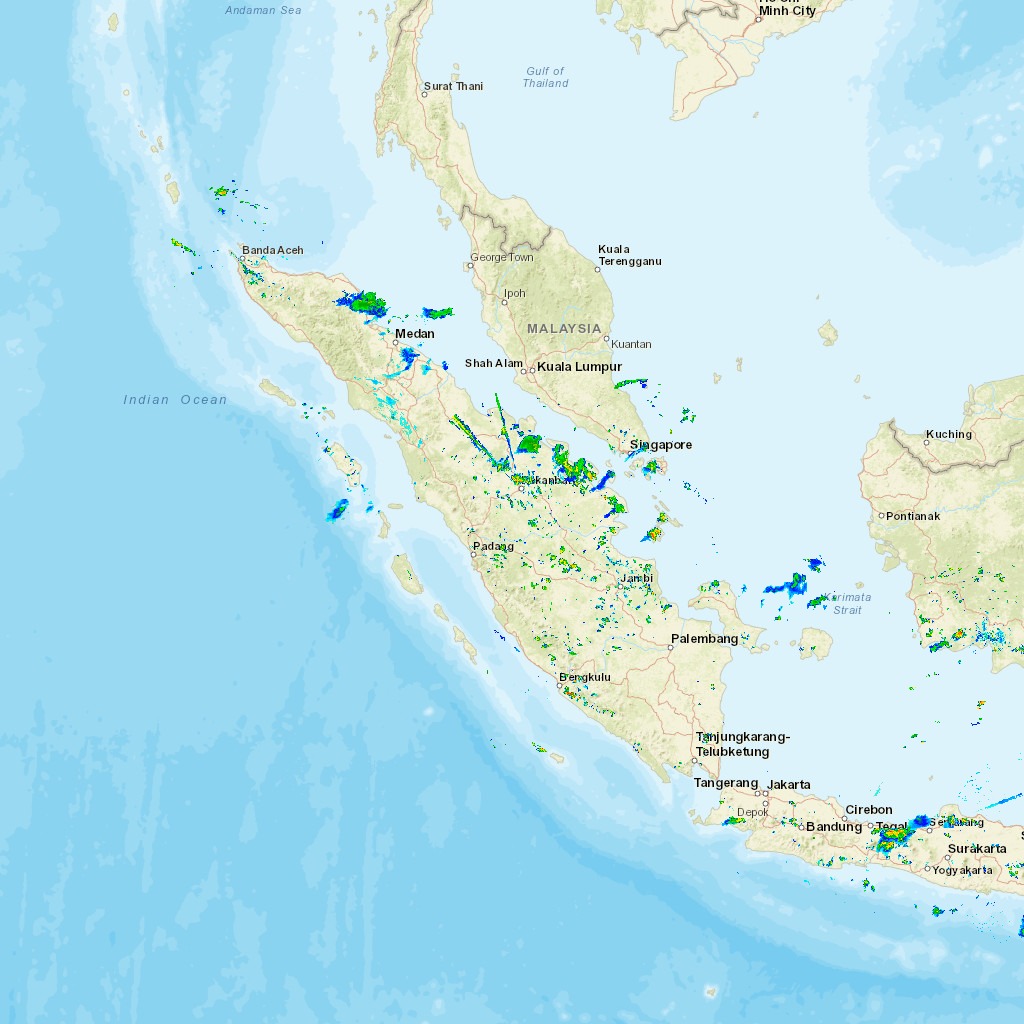 Andaman Sea
Minh City
Gulf of
Thailand
Surat Thani
Banda Aceh
George Town
Kuala
Terengganu
Ipoh
MALAYSIA
Medan
Kuantan
Shah Alam
Kuala Lumpur
Indian Ocean
Singapore
Kuching
Pontianak
Padang
Jambi
Karimata
Strait
Palembang
Bengkulu
Tanjungkarang-
Telubketung
Tangerang
Jakarta
Depok
Cirebon
Bandung
Tegal
Semarang
Surakarta
Yogyakarta